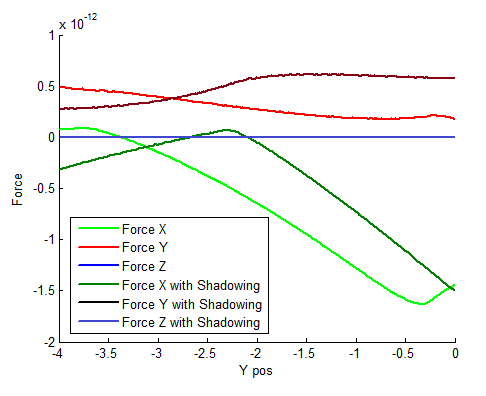 x 10^-12
1
0.5
0
-0.5
-1
-1.5
-2
Force
Force X
Force Y
Force Z
Force X with Shadowing
Force Y with Shadowing
Force Z with Shadowing
-4 -3.5 -3 -2.5 -2 -1.5 -1 -0.5 0
Y pos